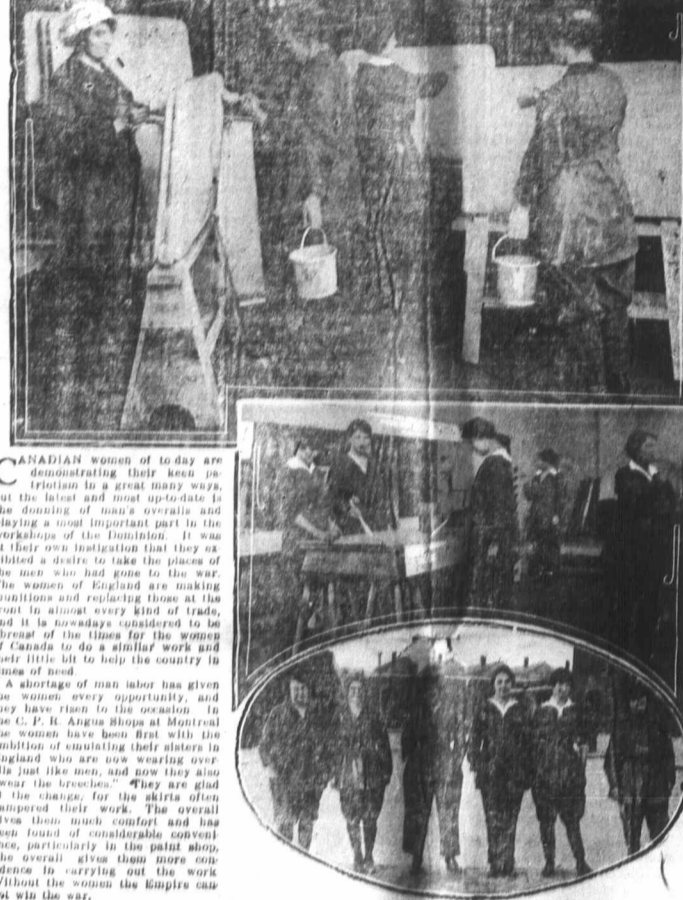 CANADIAN women of to-day are
demonstrating their keen pa-
triotism in a great many ways,
ut the latest and most up-to-date is
he donning of man's overalls and
laying a most important part in the
orkshops of the Dominion. It was
t their own instigation that they ex-
ibited a desire to take the places of
he men who had gone to the war.
he women of England are making
unitions and replacing those at the
ront in almost every kind of trade,
nd it is nowadays considered to be
breast of the times for the women
f Canada to do a similar work and
heir little bit to help the country in
imes of need.
A shortage of man labor has given
he women every opportunity, and
hey have risen to the occasion. In
he C. P. R. Angus Shops at Montreal
he women have been first with the
mbition of emulating their sisters in
ngland who are now wearing over-
lls just like men, and now they also
wear the breeches." They are glad
f the change, for the skirts often
ampered their work. The overall
ives them much comfort and has
een found of considerable conveni-
nce, particularly in the paint shop.
he overall gives them more con-
dence in carrying out the work
Without the women the Empire can-
ot win the war.